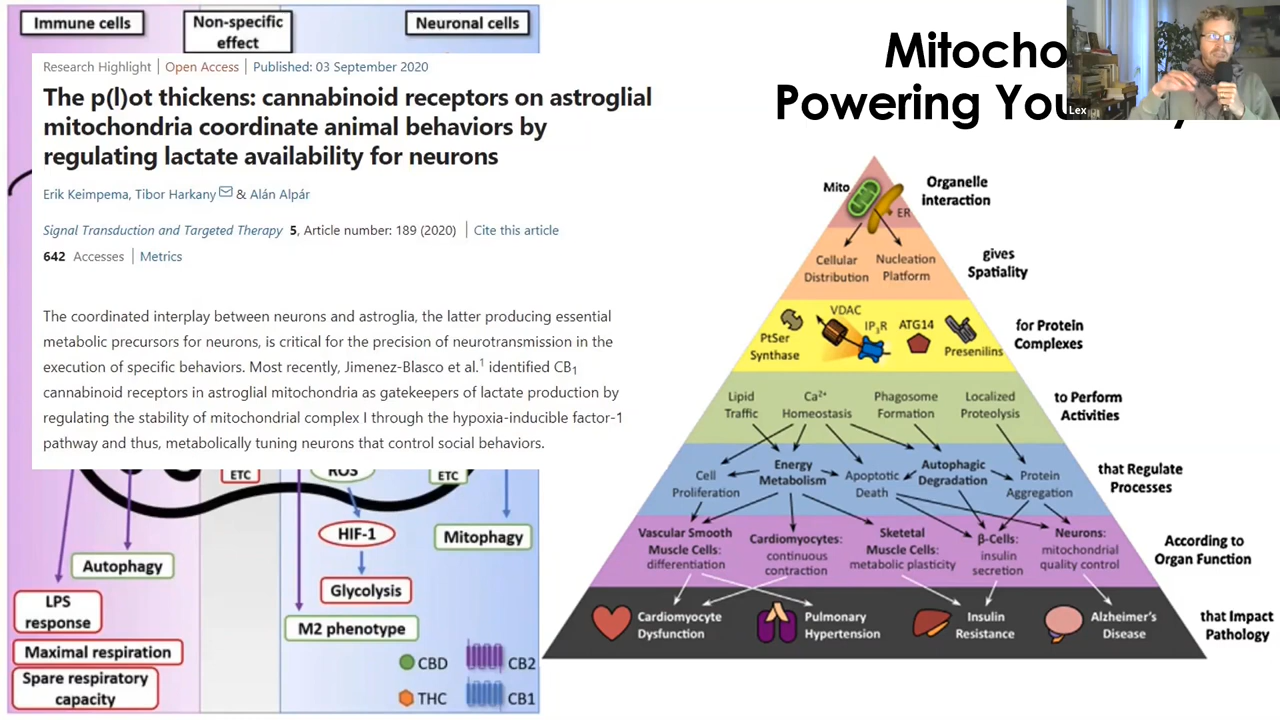 Immune cells
Non-specific
effect
Neuronal cells
Research Highlight | Open Access | Published: 03 September 2020
The p(l)ot thickens: cannabinoid receptors on astroglial
mitochondria coordinate animal behaviors by
regulating lactate availability for neurons
Erik Keimpema, Tibor Harkany & Alán Alpár
Signal Transduction and Targeted Therapy 5, Article number: 189 (2020) | Cite this article
642 Accesses | Metrics
The coordinated interplay between neurons and astroglia, the latter producing essential
metabolic precursors for neurons, is critical for the precision of neurotransmission in the
execution of specific behaviors. Most recently, Jimenez-Blasco et al.1 identified CB1
cannabinoid receptors in astroglial mitochondria as gatekeepers of lactate production by
regulating the stability of mitochondrial complex I through the hypoxia-inducible factor-1
pathway and thus, metabolically tuning neurons that control social behaviors.
ETC
ROS
ETC
HIF-1
Mitophagy
Autophagy
Glycolysis
LPS
response
M2 phenotype
Maximal respiration
Spare respiratory
capacity
CBD
CB2
THC
CB1
Mitocho
Powering You
Lex
Mito
ER
Organelle
interaction
Cellular
Distribution
Nucleation
Platform
gives
Spatiality
PtSer
Synthase
VDAC
IP3R
ATG14
Presenilins
for Protein
Complexes
Lipid
Traffic
Ca2+
Homeostasis
Phagosome
Formation
Localized
Proteolysis
to Perform
Activities
Cell
Proliferation
Energy
Metabolism
Apoptotic
Death
Autophagic
Degradation
Protein
Aggregation
that Regulate
Processes
Vascular Smooth
Muscle Cells:
differentiation
Cardiomyocytes:
continuous
contraction
Sketetal
Muscle Cells:
metabolic plasticity
β-Cells:
insulin
secretion
Neurons:
mitochondrial
quality control
According to
Organ Function
Cardiomyocyte
Dysfunction
Pulmonary
Hypertension
Insulin
Resistance
Alzheimer's
Disease
that Impact
Pathology